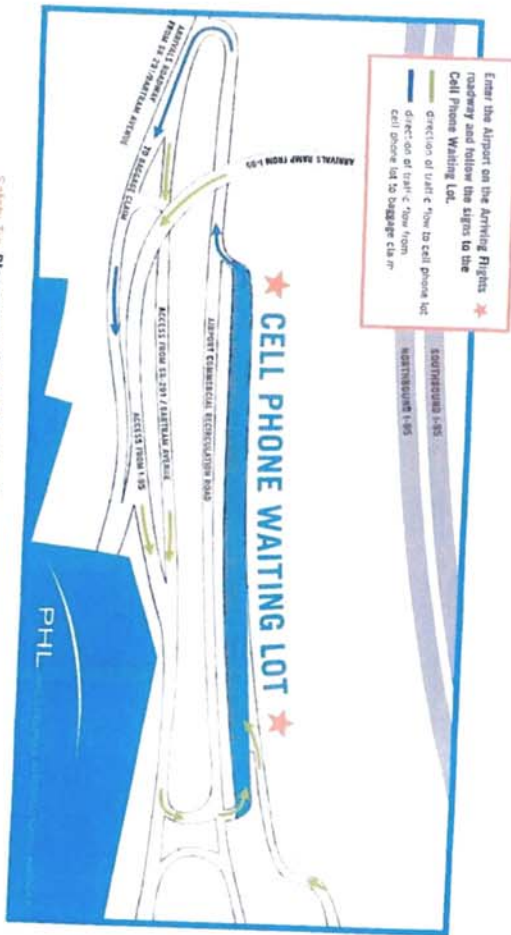 Enter the Airport on the Arriving Flights
roadway and follow the signs to the
Cell Phone Waiting Lot.
direction of traffic flow to cell phone lot
direction of traffic flow from
cell phone lot to baggage claim
SOUTHBOUND I-95
NORTHBOUND I-95
CELL PHONE WAITING LOT
ARRIVALS RAMP FROM I-95
AIRPORT COMMERCIAL RECIRCULATION ROAD
ACCESS FROM SR-291 / BARTRAM AVENUE
ACCESS FROM I-95
ARRIVALS ROADWAY
FROM SR-291/BARTRAM AVENUE
TO BAGGAGE CLAIM
PHL